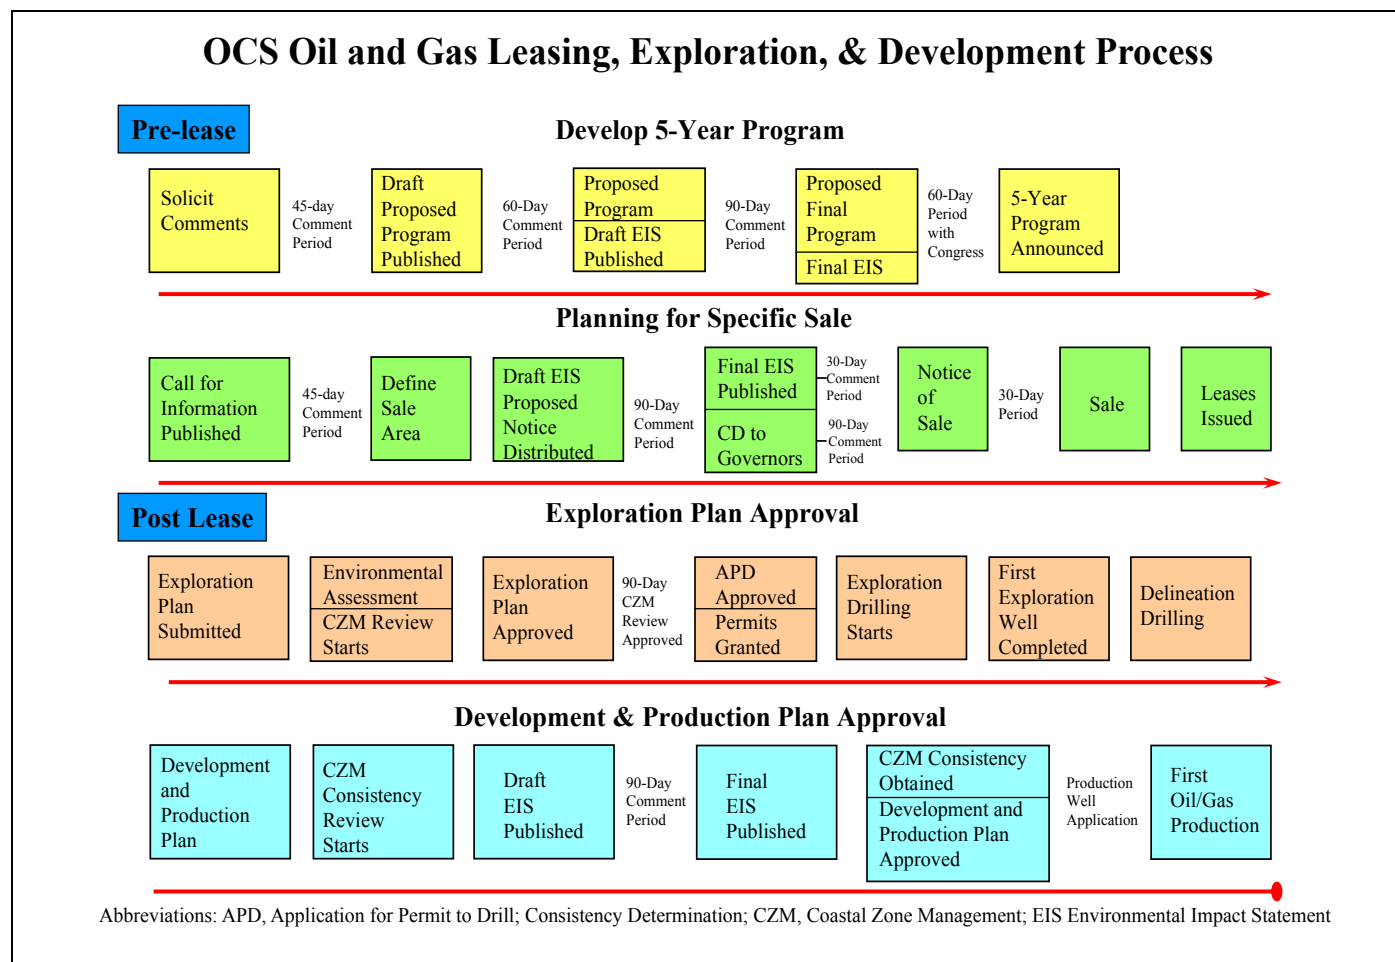 OCS Oil and Gas Leasing, Exploration, & Development Process
Pre-lease
Develop 5-Year Program
Solicit
Comments
45-day
Comment
Period
Draft
Proposed
Program
Published
60-Day
Comment
Period
Proposed
Program
Draft EIS
Published
90-Day
Comment
Period
Proposed
Final
Program
Final EIS
60-Day
Period
with
Congress
5-Year
Program
Announced
Planning for Specific Sale
Call for
Information
Published
45-day
Comment
Period
Define
Sale
Area
Draft EIS
Proposed
Notice
Distributed
90-Day
Comment
Period
Final EIS
Published
30-Day
Comment
Period
CD to
Governors
90-Day
Comment
Period
Notice
of
Sale
30-Day
Period
Sale
Leases
Issued
Post Lease
Exploration Plan Approval
Exploration
Plan
Submitted
Environmental
Assessment
CZM Review
Starts
Exploration
Plan
Approved
90-Day
CZM
Review
Approved
APD
Approved
Permits
Granted
Exploration
Drilling
Starts
First
Exploration
Well
Completed
Delineation
Drilling
Development & Production Plan Approval
Development
and
Production
Plan
CZM
Consistency
Review
Starts
Draft
EIS
Published
90-Day
Comment
Period
Final
EIS
Published
CZM Consistency
Obtained
Development and
Production Plan
Approved
Production
Well
Application
First
Oil/Gas
Production
Abbreviations: APD, Application for Permit to Drill; Consistency Determination; CZM, Coastal Zone Management; EIS Environmental Impact Statement